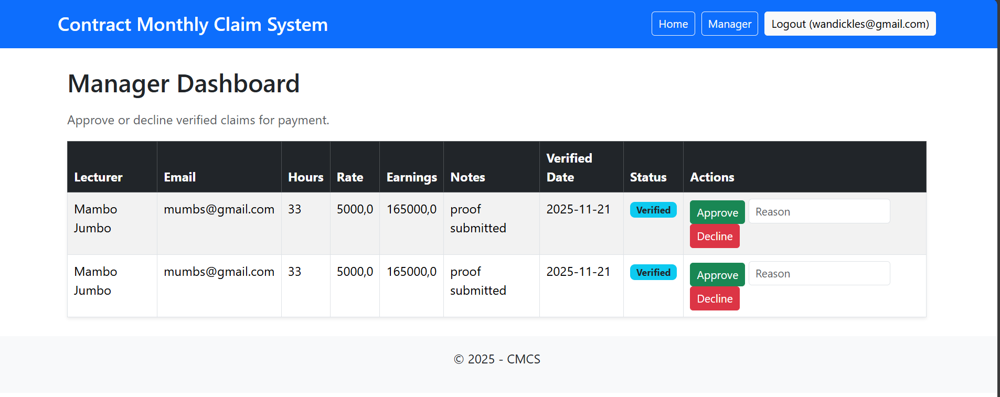 Contract Monthly Claim System Home Manager Logout (wandickles@gmail.com)
Manager Dashboard
Approve or decline verified claims for payment.
Lecturer Email Hours Rate Earnings Notes Verified Date Status Actions
Mambo Jumbo mumbs@gmail.com 33 5000,0 165000,0 proof submitted 2025-11-21 Verified Approve Reason Decline
Mambo Jumbo mumbs@gmail.com 33 5000,0 165000,0 proof submitted 2025-11-21 Verified Approve Reason Decline
© 2025 - CMCS